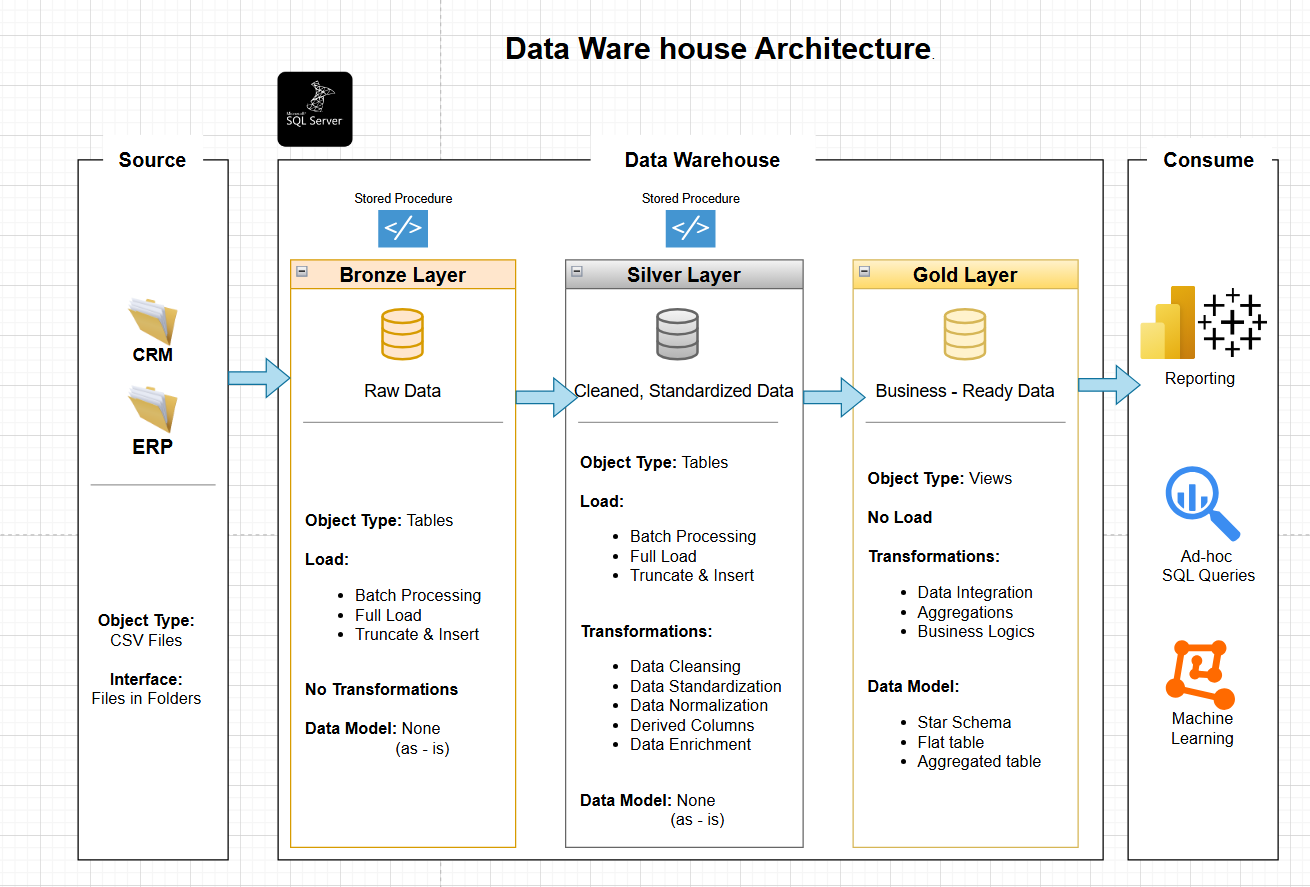 Data Ware house Architecture.
Microsoft
SQL Server
Source
CRM
ERP
Object Type:
CSV Files
Interface:
Files in Folders
Data Warehouse
Stored Procedure
</>
Bronze Layer
Raw Data
Object Type: Tables
Load:
• Batch Processing
• Full Load
• Truncate & Insert
No Transformations
Data Model: None
(as - is)
Stored Procedure
</>
Silver Layer
Cleaned, Standardized Data
Object Type: Tables
Load:
• Batch Processing
• Full Load
• Truncate & Insert
Transformations:
• Data Cleansing
• Data Standardization
• Data Normalization
• Derived Columns
• Data Enrichment
Data Model: None
(as - is)
Gold Layer
Business - Ready Data
Object Type: Views
No Load
Transformations:
• Data Integration
• Aggregations
• Business Logics
Data Model:
• Star Schema
• Flat table
• Aggregated table
Consume
Reporting
Ad-hoc
SQL Queries
Machine
Learning